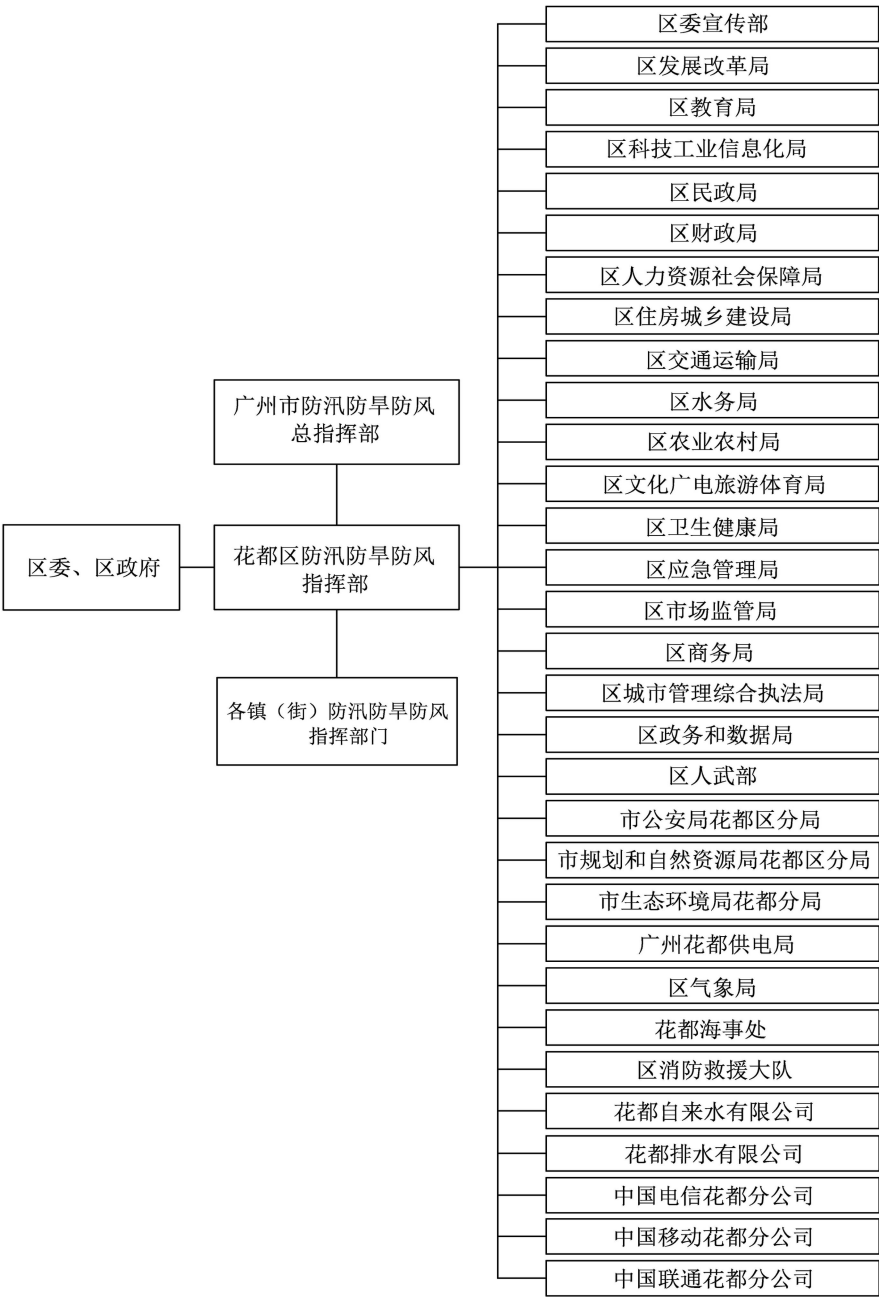 区委、区政府
广州市防汛防旱防风
总指挥部
花都区防汛防旱防风
指挥部
各镇（街）防汛防旱防风
指挥部门
区委宣传部
区发展改革局
区教育局
区科技工业信息化局
区民政局
区财政局
区人力资源社会保障局
区住房城乡建设局
区交通运输局
区水务局
区农业农村局
区文化广电旅游体育局
区卫生健康局
区应急管理局
区市场监管局
区商务局
区城市管理综合执法局
区政务和数据局
区人武部
市公安局花都区分局
市规划和自然资源局花都区分局
市生态环境局花都分局
广州花都供电局
区气象局
花都海事处
区消防救援大队
花都自来水有限公司
花都排水有限公司
中国电信花都分公司
中国移动花都分公司
中国联通花都分公司